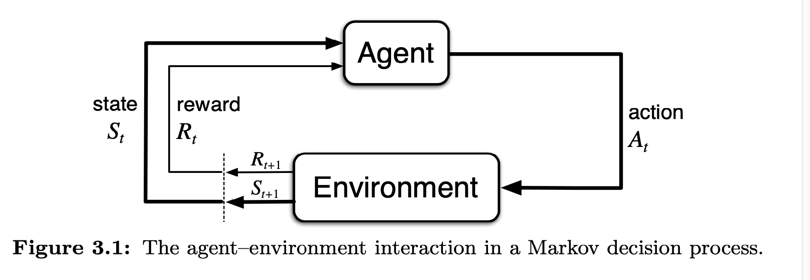 Agent
state
S_t
reward
R_t
action
A_t
R_{t+1}
S_{t+1}
Environment
Figure 3.1: The agent–environment interaction in a Markov decision process.